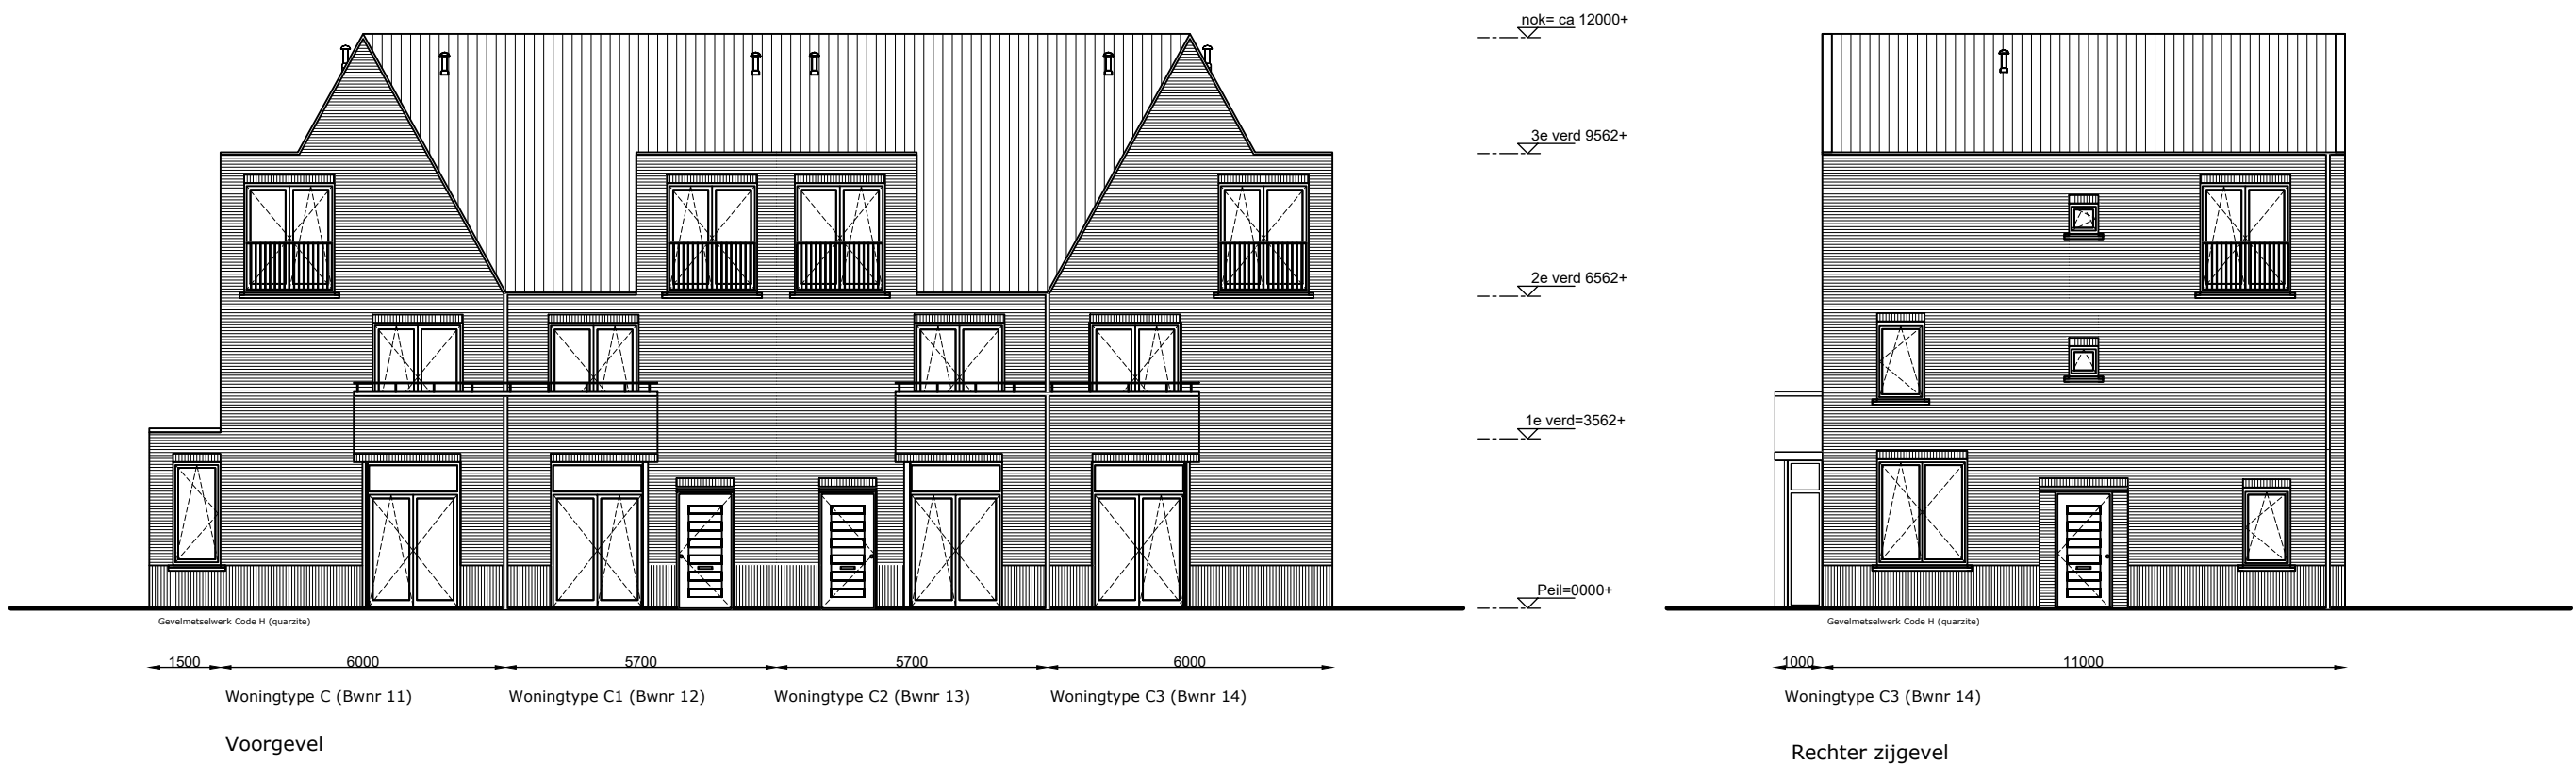 nok= ca 12000+
3e verd 9562+
2e verd 6562+
1e verd=3562+
Peil=0000+
Gevelmetselwerk Code H (quarzite)
1500 6000 5700 5700 6000
Woningtype C (Bwnr 11) Woningtype C1 (Bwnr 12) Woningtype C2 (Bwnr 13) Woningtype C3 (Bwnr 14)
Voorgevel
Gevelmetselwerk Code H (quarzite)
1000 11000
Woningtype C3 (Bwnr 14)
Rechter zijgevel